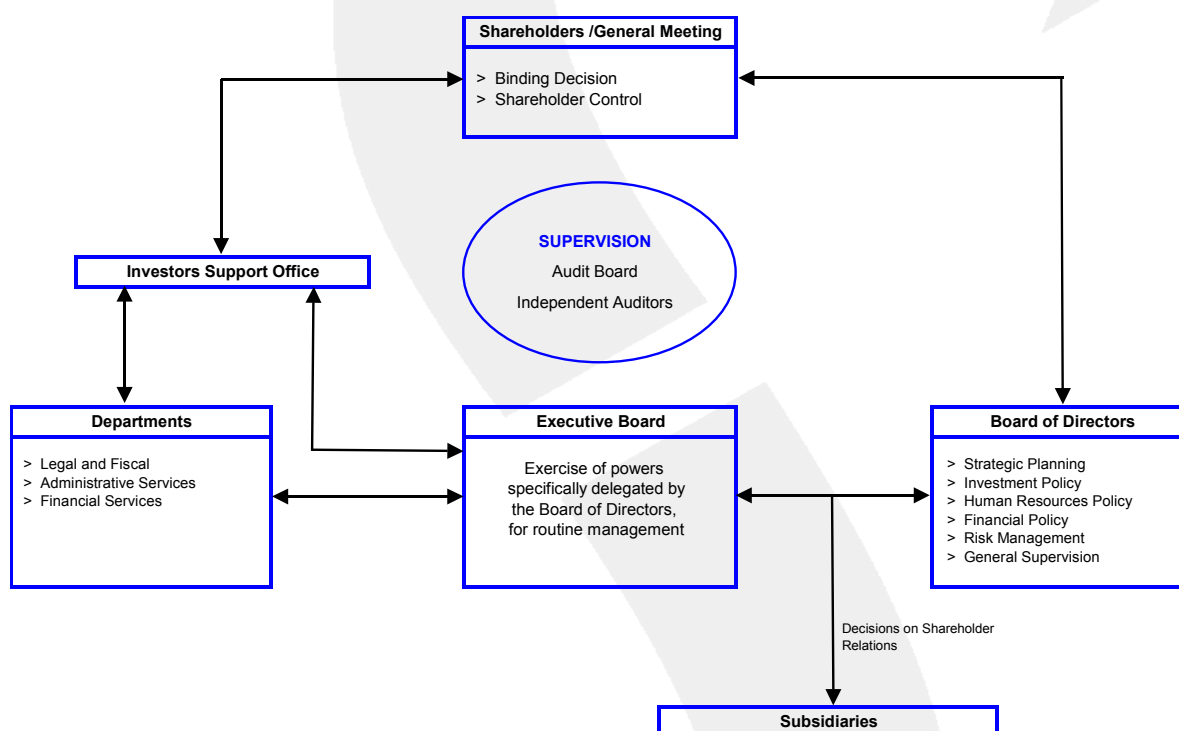 Shareholders /General Meeting
> Binding Decision
> Shareholder Control
SUPERVISION
Audit Board
Independent Auditors
Investors Support Office
Departments
> Legal and Fiscal
> Administrative Services
> Financial Services
Executive Board
Exercise of powers
specifically delegated by
the Board of Directors,
for routine management
Board of Directors
> Strategic Planning
> Investment Policy
> Human Resources Policy
> Financial Policy
> Risk Management
> General Supervision
Decisions on Shareholder
Relations
Subsidiaries